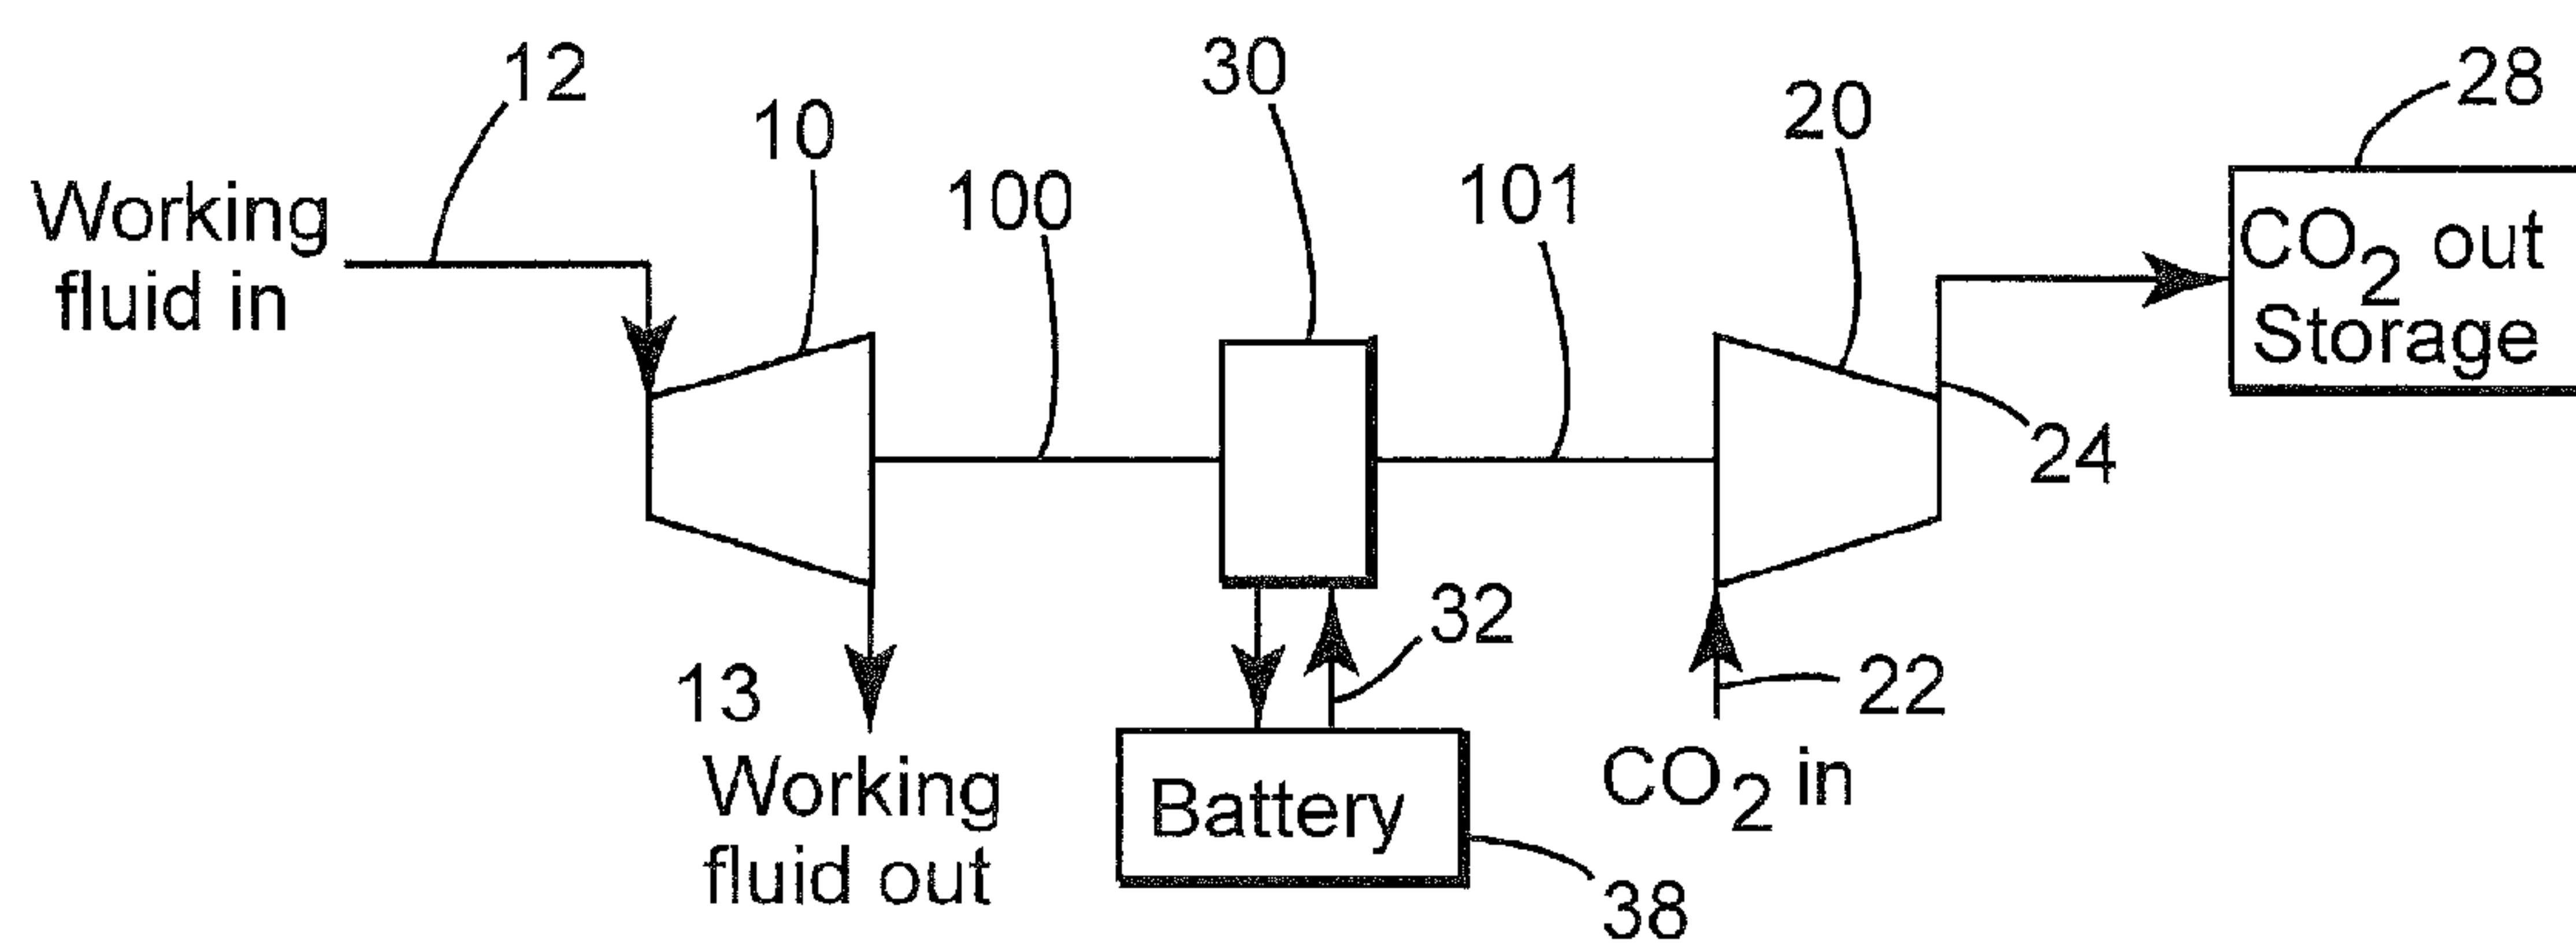 12
10
30
20
28
Working
fluid in
100
101
CO2 out
Storage
24
13
32
22
Working
fluid out
Battery
CO2 in
38